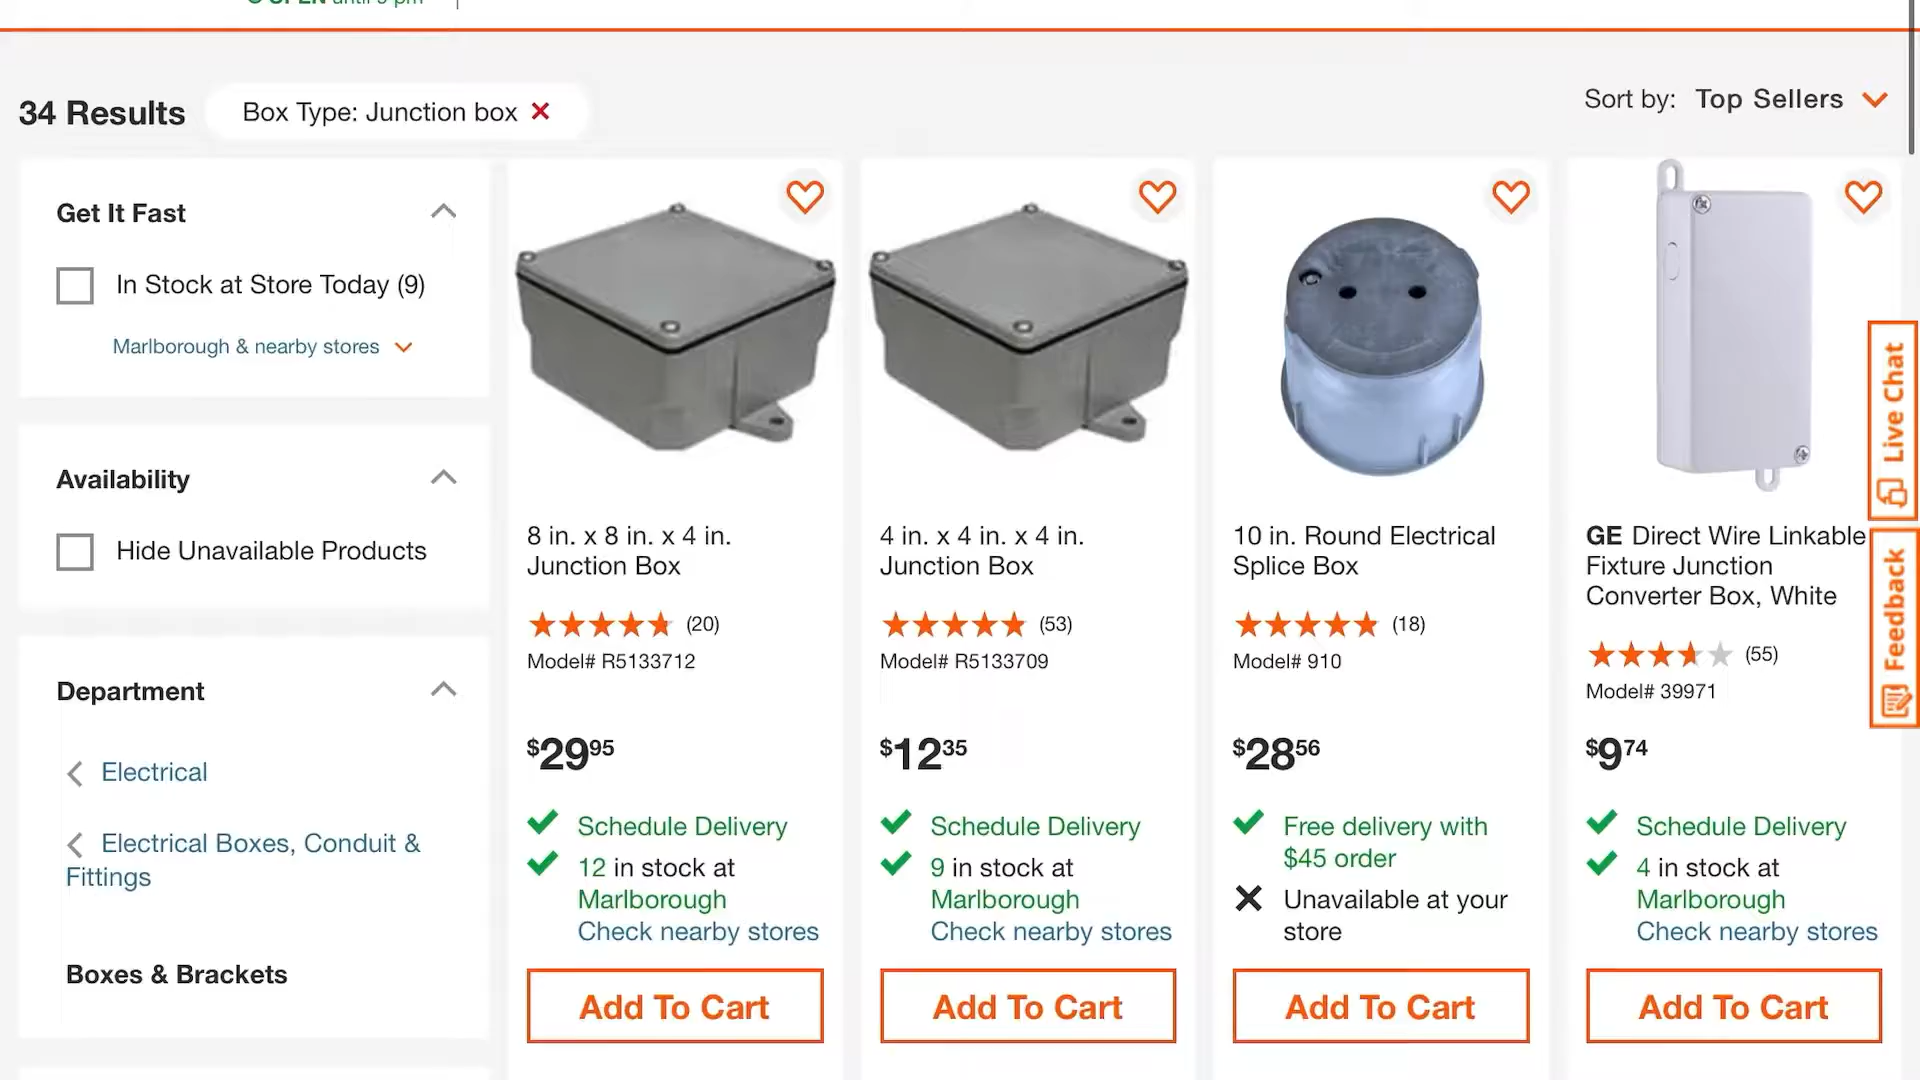 OPEN until 9 pm
34 Results
Box Type: Junction box
Sort by: Top Sellers
Get It Fast
In Stock at Store Today (9)
Marlborough & nearby stores
Availability
Hide Unavailable Products
Department
Electrical
Electrical Boxes, Conduit &
Fittings
Boxes & Brackets
8 in. x 8 in. x 4 in.
Junction Box
(20)
Model# R5133712
$2995
Schedule Delivery
12 in stock at
Marlborough
Check nearby stores
Add To Cart
4 in. x 4 in. x 4 in.
Junction Box
(53)
Model# R5133709
$1235
Schedule Delivery
9 in stock at
Marlborough
Check nearby stores
Add To Cart
10 in. Round Electrical
Splice Box
(18)
Model# 910
$2856
Free delivery with
$45 order
Unavailable at your
store
Add To Cart
GE Direct Wire Linkable
Fixture Junction
Converter Box, White
(55)
Model# 39971
$974
Schedule Delivery
4 in stock at
Marlborough
Check nearby stores
Add To Cart
Live Chat
Feedback